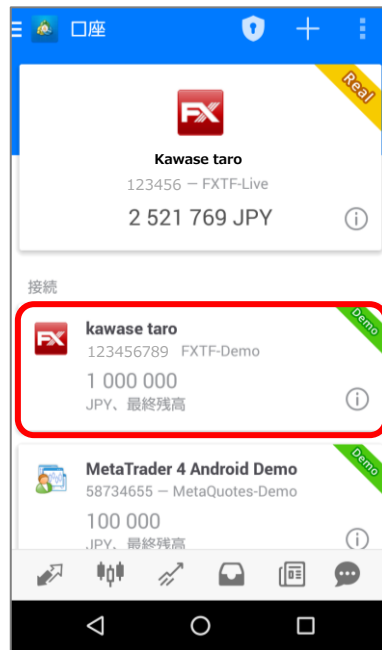 口座
Real
FX
Kawase taro
123456 – FXTF-Live
2 521 769 JPY
接続
Demo
FX
kawase taro
123456789 FXTF-Demo
1 000 000
JPY、最終残高
Demo
MetaTrader 4 Android Demo
58734655 – MetaQuotes-Demo
100 000
JPY、最終残高